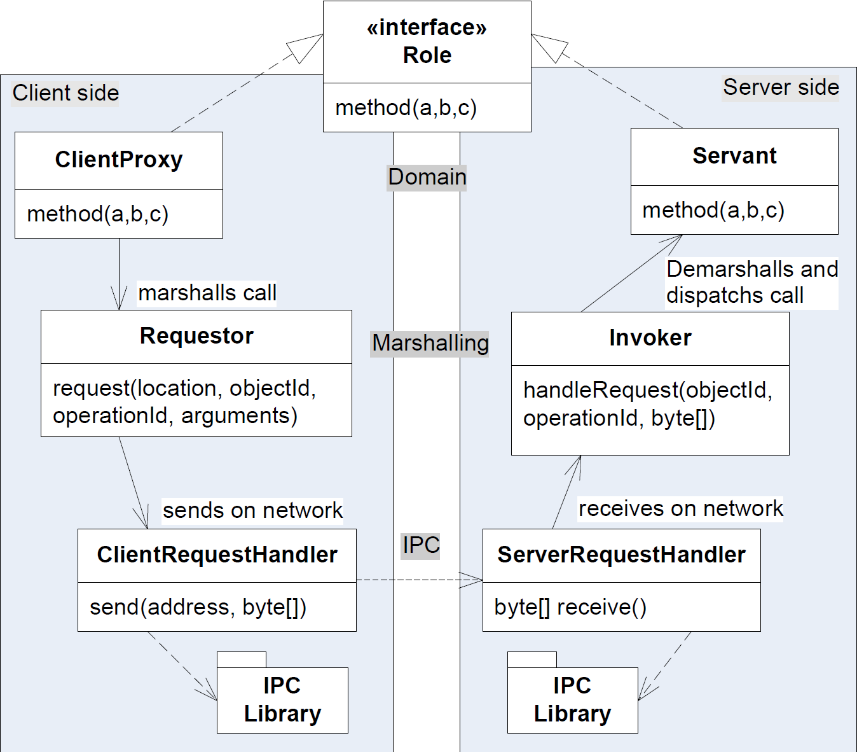 «interface»
Role
method(a,b,c)
Client side
Server side
ClientProxy
method(a,b,c)
Domain
Servant
method(a,b,c)
marshalls call
Demarshalls and
dispatchs call
Requestor
request(location, objectId,
operationId, arguments)
Marshalling
Invoker
handleRequest(objectId,
operationId, byte[])
sends on network
receives on network
ClientRequestHandler
send(address, byte[])
IPC
ServerRequestHandler
byte[] receive()
IPC
Library
IPC
Library